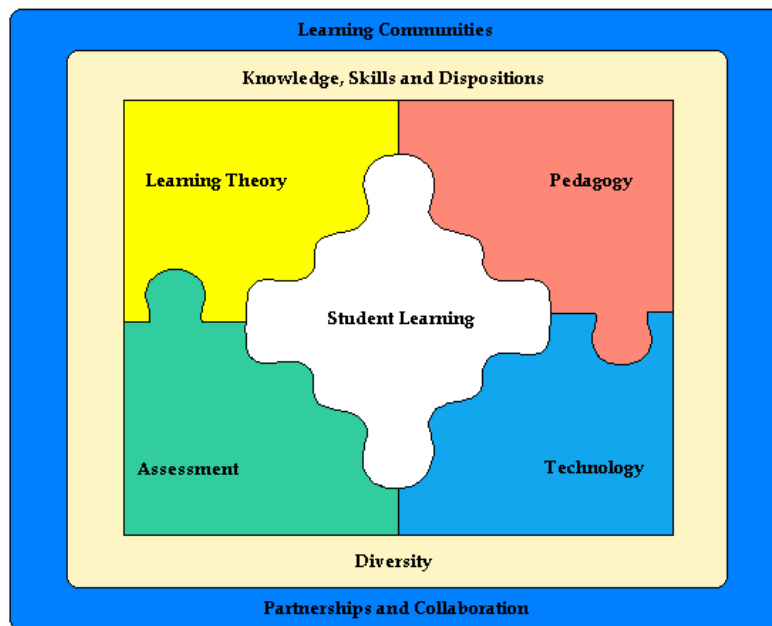 Learning Communities
Knowledge, Skills and Dispositions
Learning Theory
Pedagogy
Student Learning
Assessment
Technology
Diversity
Partnerships and Collaboration